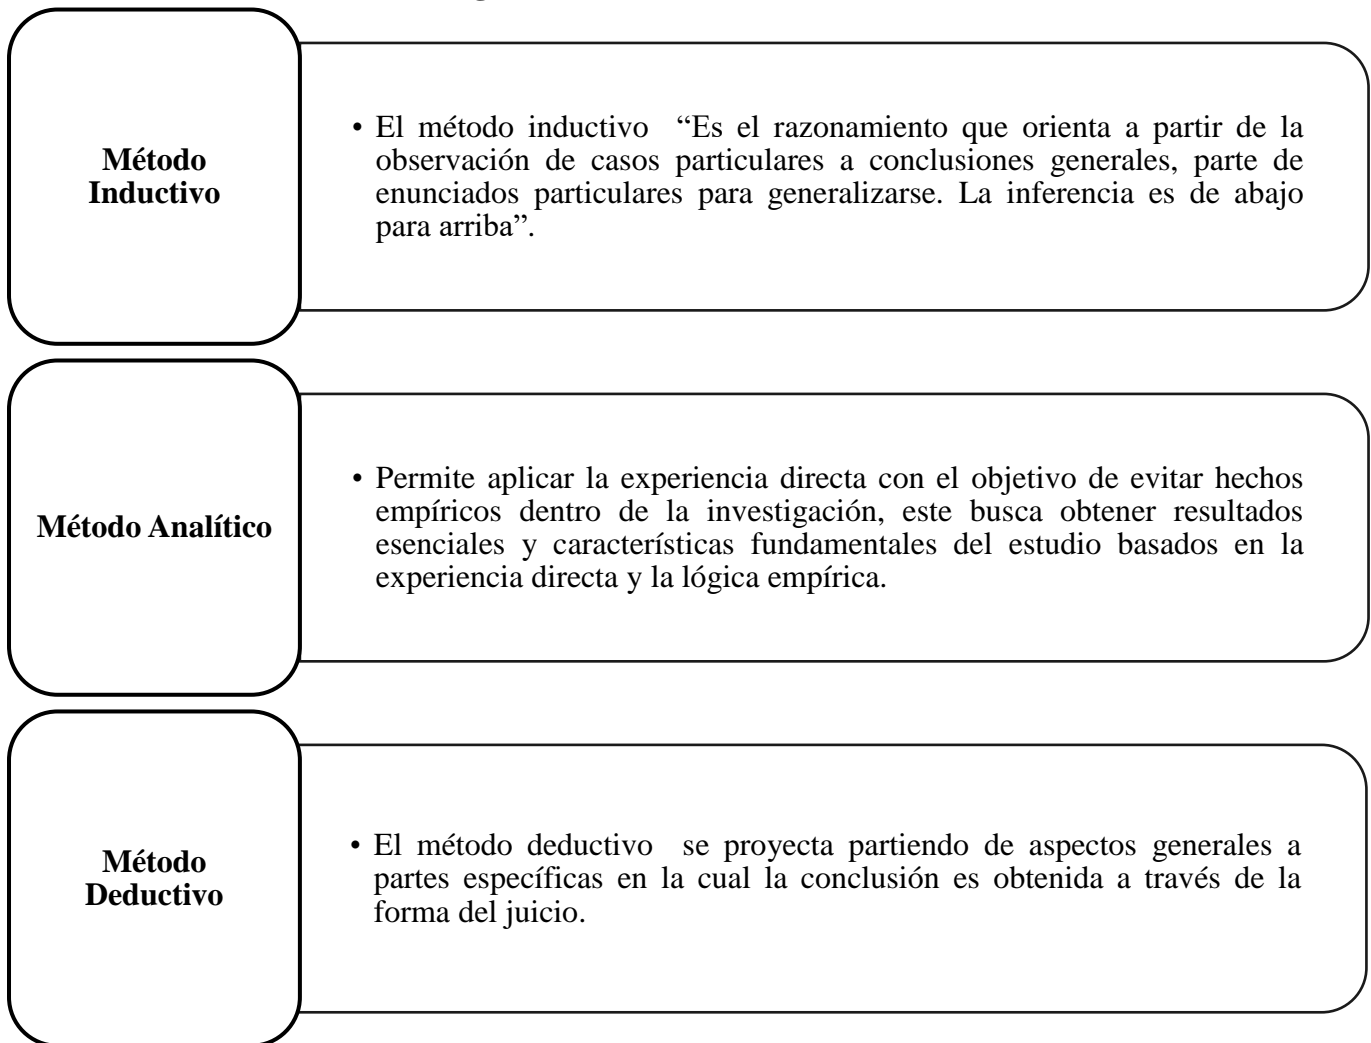 Método
Inductivo
• El método inductivo “Es el razonamiento que orienta a partir de la
observación de casos particulares a conclusiones generales, parte de
enunciados particulares para generalizarse. La inferencia es de abajo
para arriba”.
Método Analítico
• Permite aplicar la experiencia directa con el objetivo de evitar hechos
empíricos dentro de la investigación, este busca obtener resultados
esenciales y características fundamentales del estudio basados en la
experiencia directa y la lógica empírica.
Método
Deductivo
• El método deductivo se proyecta partiendo de aspectos generales a
partes específicas en la cual la conclusión es obtenida a través de la
forma del juicio.